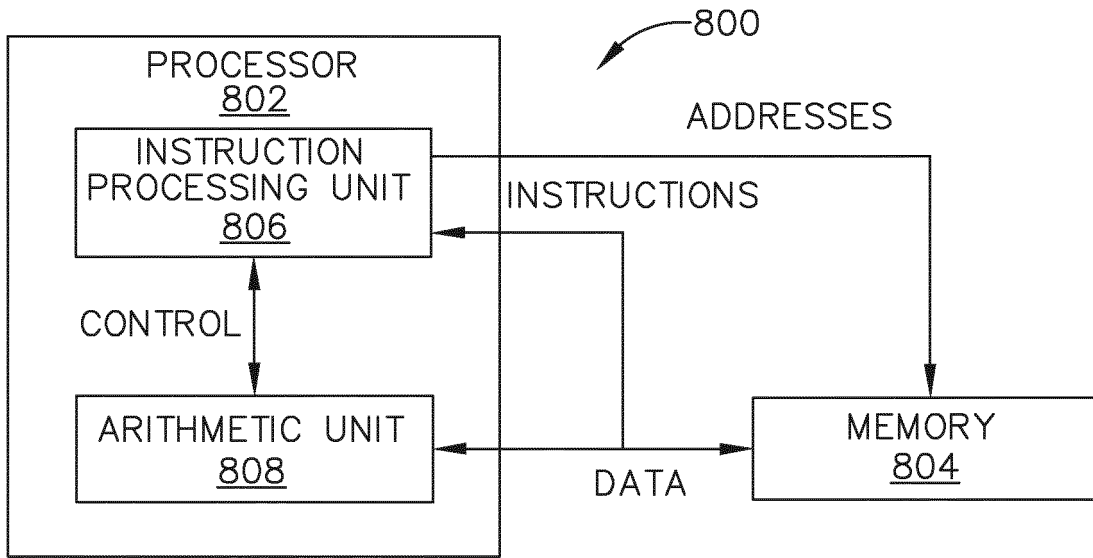 800
PROCESSOR
802
ADDRESSES
INSTRUCTION
PROCESSING UNIT
806
INSTRUCTIONS
CONTROL
ARITHMETIC UNIT
808
DATA
MEMORY
804